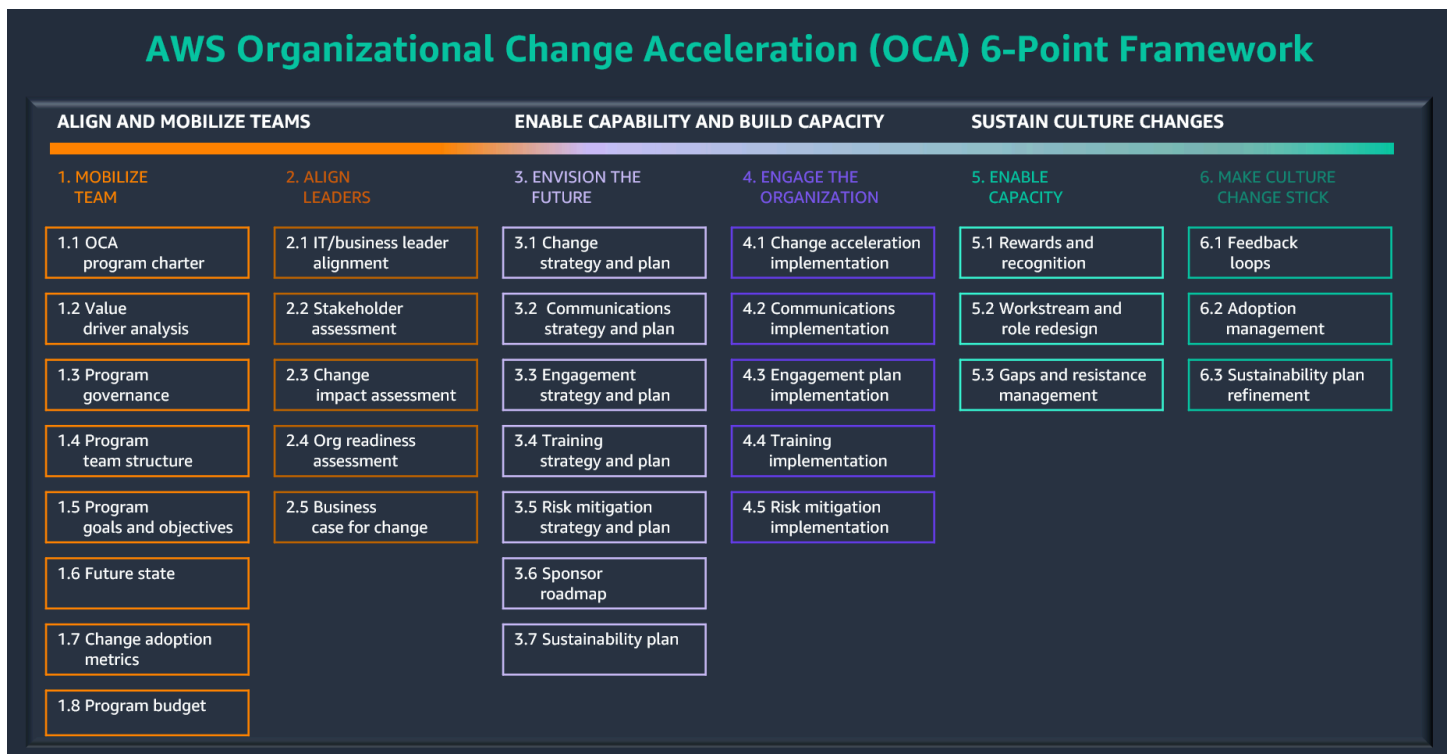 AWS Organizational Change Acceleration (OCA) 6-Point Framework
ALIGN AND MOBILIZE TEAMS
ENABLE CAPABILITY AND BUILD CAPACITY
SUSTAIN CULTURE CHANGES
1. MOBILIZE
TEAM
1.1 OCA
program charter
1.2 Value
driver analysis
1.3 Program
governance
1.4 Program
team structure
1.5 Program
goals and objectives
1.6 Future state
1.7 Change adoption
metrics
1.8 Program budget
2. ALIGN
LEADERS
2.1 IT/business leader
alignment
2.2 Stakeholder
assessment
2.3 Change
impact assessment
2.4 Org readiness
assessment
2.5 Business
case for change
3. ENVISION THE
FUTURE
3.1 Change
strategy and plan
3.2 Communications
strategy and plan
3.3 Engagement
strategy and plan
3.4 Training
strategy and plan
3.5 Risk mitigation
strategy and plan
3.6 Sponsor
roadmap
3.7 Sustainability plan
4. ENGAGE THE
ORGANIZATION
4.1 Change acceleration
implementation
4.2 Communications
implementation
4.3 Engagement plan
implementation
4.4 Training
implementation
4.5 Risk mitigation
implementation
5. ENABLE
CAPACITY
5.1 Rewards and
recognition
5.2 Workstream and
role redesign
5.3 Gaps and resistance
management
6. MAKE CULTURE
CHANGE STICK
6.1 Feedback
loops
6.2 Adoption
management
6.3 Sustainability plan
refinement